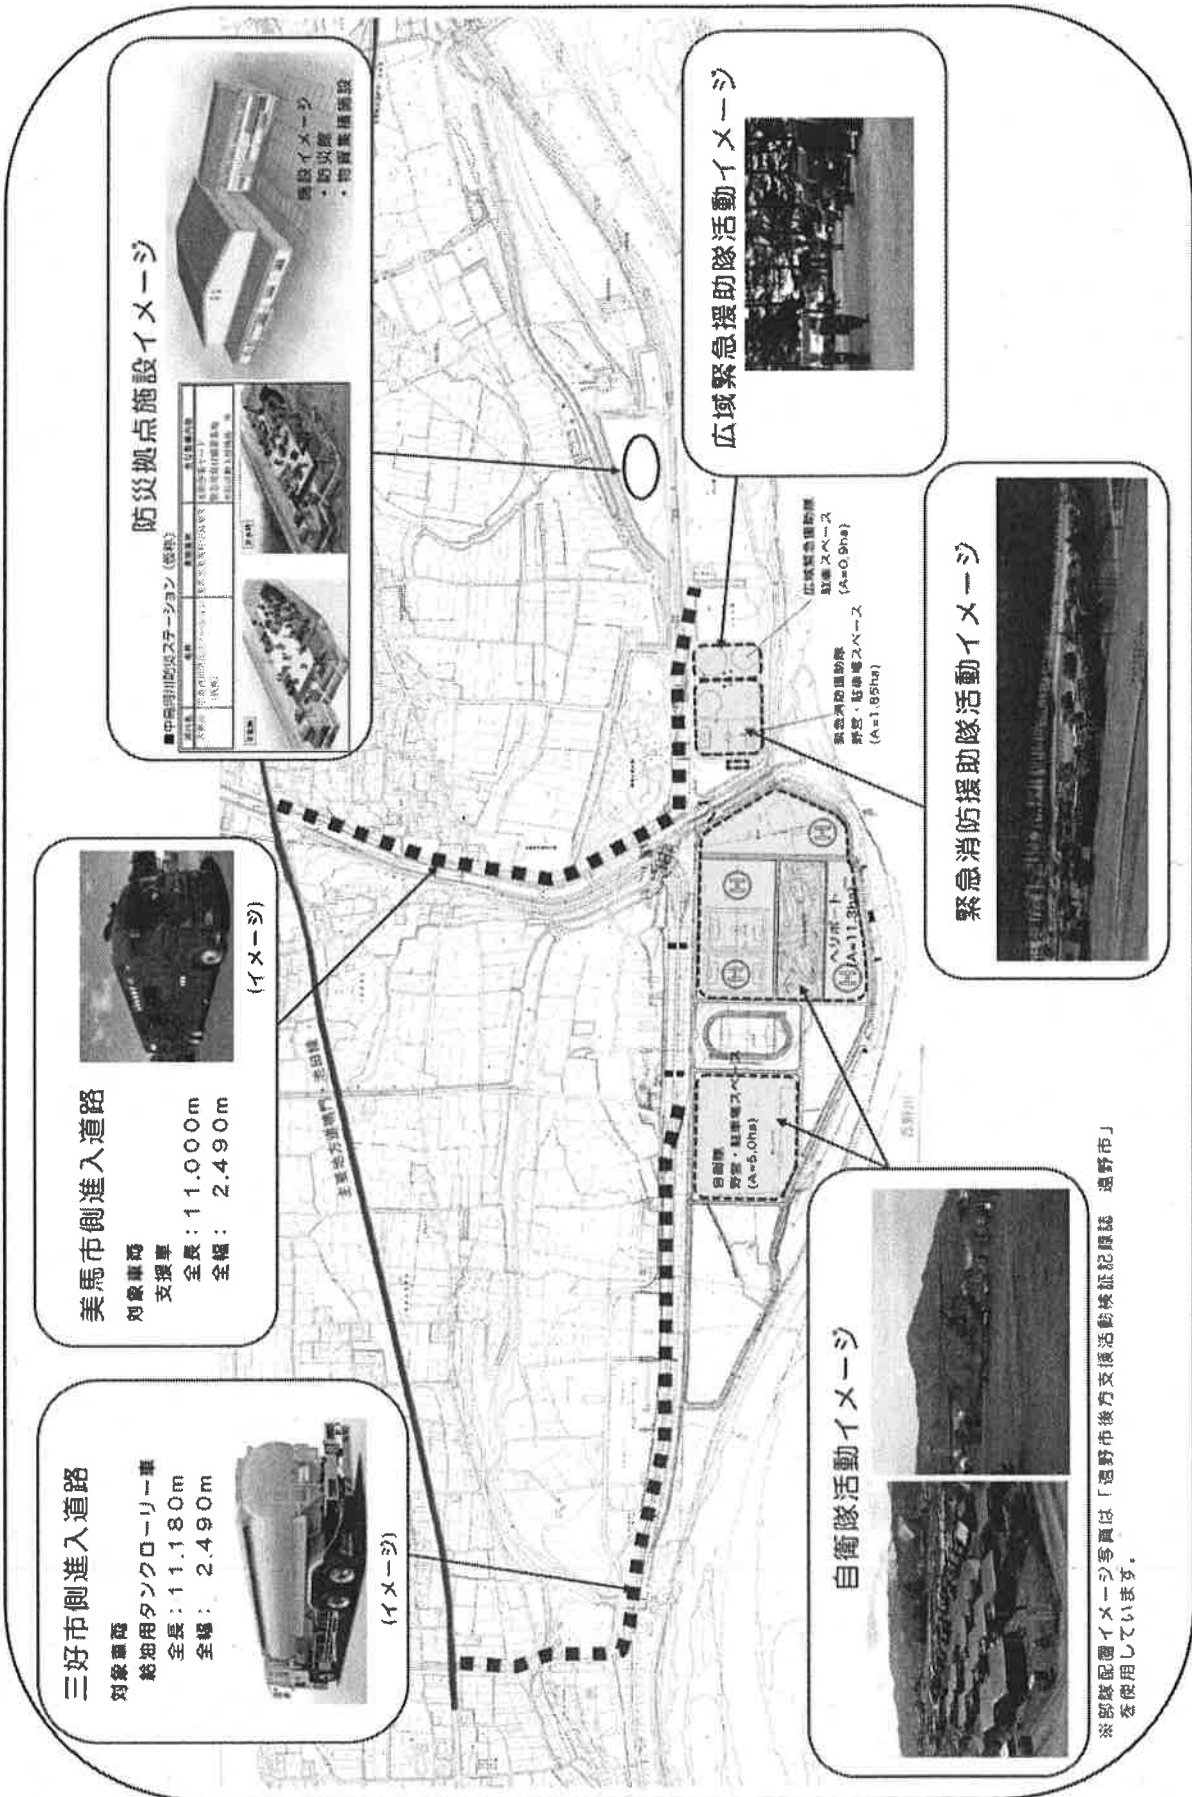 三好市側進入道路
対象車両
給油用タンクローリー車
全長：11.180m
全幅： 2.490m
(イメージ)
美馬市側進入道路
対象車両
支援車
全長：11.000m
全幅： 2.490m
(イメージ)
防災拠点施設イメージ
施設イメージ
・防災館
・物資集積施設
主要地方道鳴門・池田線
自衛隊
野営・駐車場スペース
(A=5.0ha)
ヘリポート
(A=11.3ha)
H
H
H
H
緊急消防援助隊
野営・駐車場スペース
(A=1.85ha)
広域緊急援助隊
駐車スペース
(A=0.9ha)
吉野川
自衛隊活動イメージ
緊急消防援助隊活動イメージ
広域緊急援助隊活動イメージ
※部隊配置イメージ写真は「遠野市後方支援活動検証記録誌 遠野市」
を使用しています。